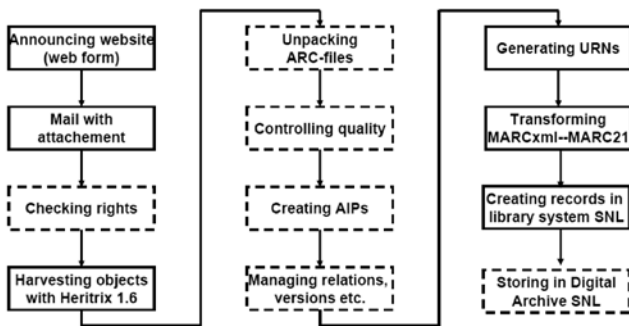 Announcing website
(web form)
Mail with
attachement
Checking rights
Harvesting objects
with Heritrix 1.6
Unpacking
ARC-files
Controlling quality
Creating AIPs
Managing relations,
versions etc.
Generating URNs
Transforming
MARCxml--MARC21
Creating records in
library system SNL
Storing in Digital
Archive SNL